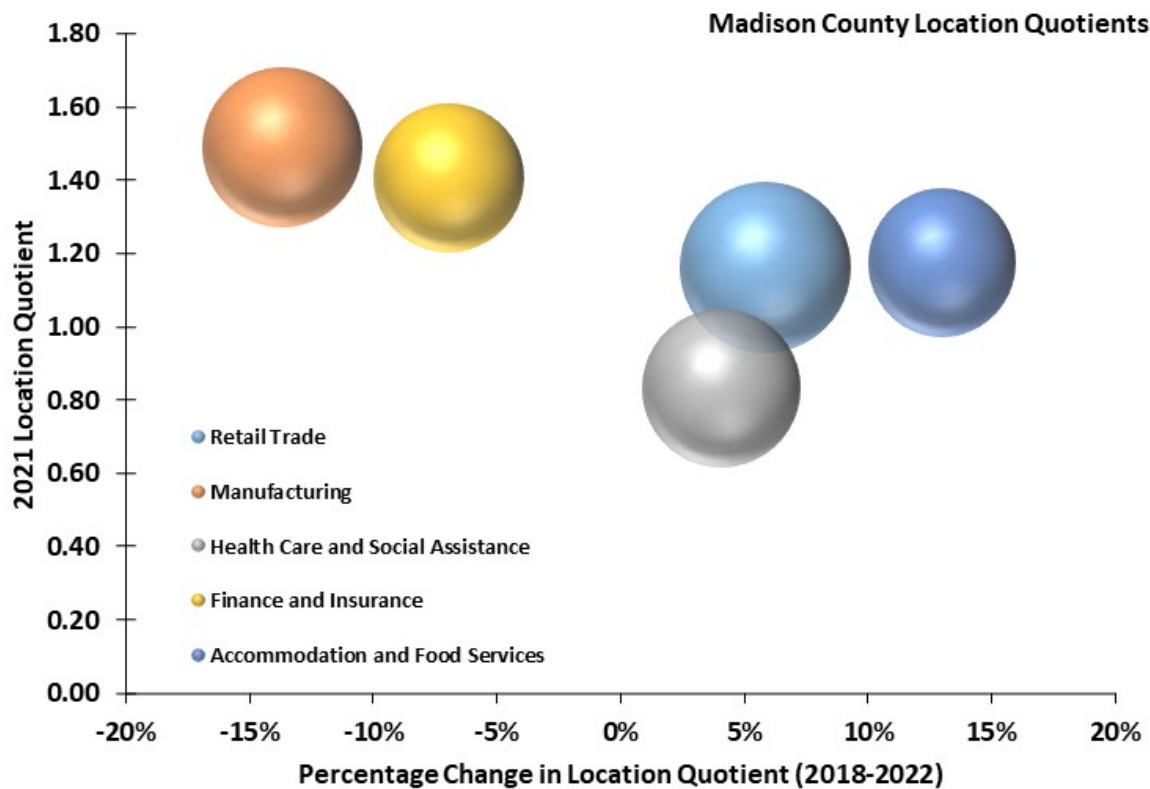 Madison County Location Quotients
1.80
1.60
1.40
1.20
1.00
0.80
0.60
0.40
0.20
0.00
2021 Location Quotient
Retail Trade
Manufacturing
Health Care and Social Assistance
Finance and Insurance
Accommodation and Food Services
-20% -15% -10% -5% 0% 5% 10% 15% 20%
Percentage Change in Location Quotient (2018-2022)